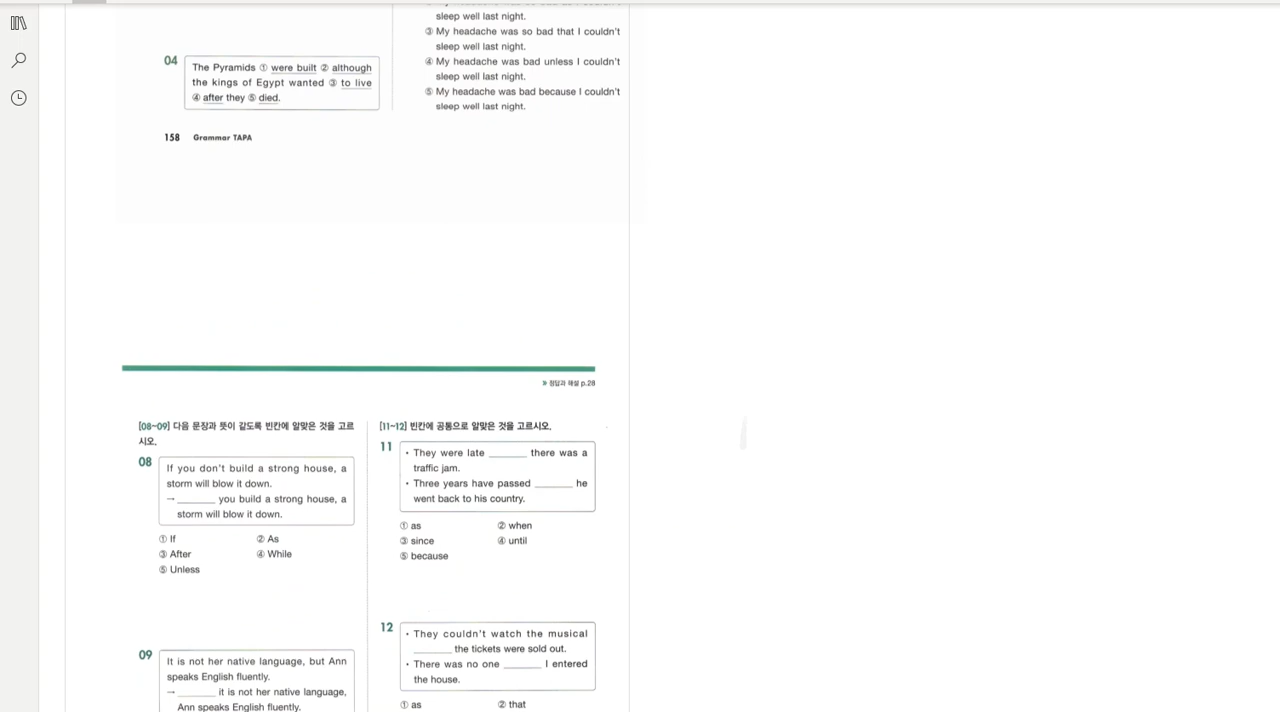 sleep well last night.
③ My headache was so bad that I couldn't
sleep well last night.
④ My headache was bad unless I couldn't
sleep well last night.
⑤ My headache was bad because I couldn't
sleep well last night.
04
The Pyramids ① were built ② although
the kings of Egypt wanted ③ to live
④ after they ⑤ died.
158 Grammar TAPA
» 정답과 해설 p.28
[08~09] 다음 문장과 뜻이 같도록 빈칸에 알맞은 것을 고르
시오.
08
If you don't build a strong house, a
storm will blow it down.
→ _______ you build a strong house, a
storm will blow it down.
① If ② As
③ After ④ While
⑤ Unless
09
It is not her native language, but Ann
speaks English fluently.
→ _______ it is not her native language,
Ann speaks English fluently.
[11~12] 빈칸에 공통으로 알맞은 것을 고르시오.
11
• They were late _______ there was a
traffic jam.
• Three years have passed _______ he
went back to his country.
① as ② when
③ since ④ until
⑤ because
12
• They couldn't watch the musical
_______ the tickets were sold out.
• There was no one _______ I entered
the house.
① as ② that